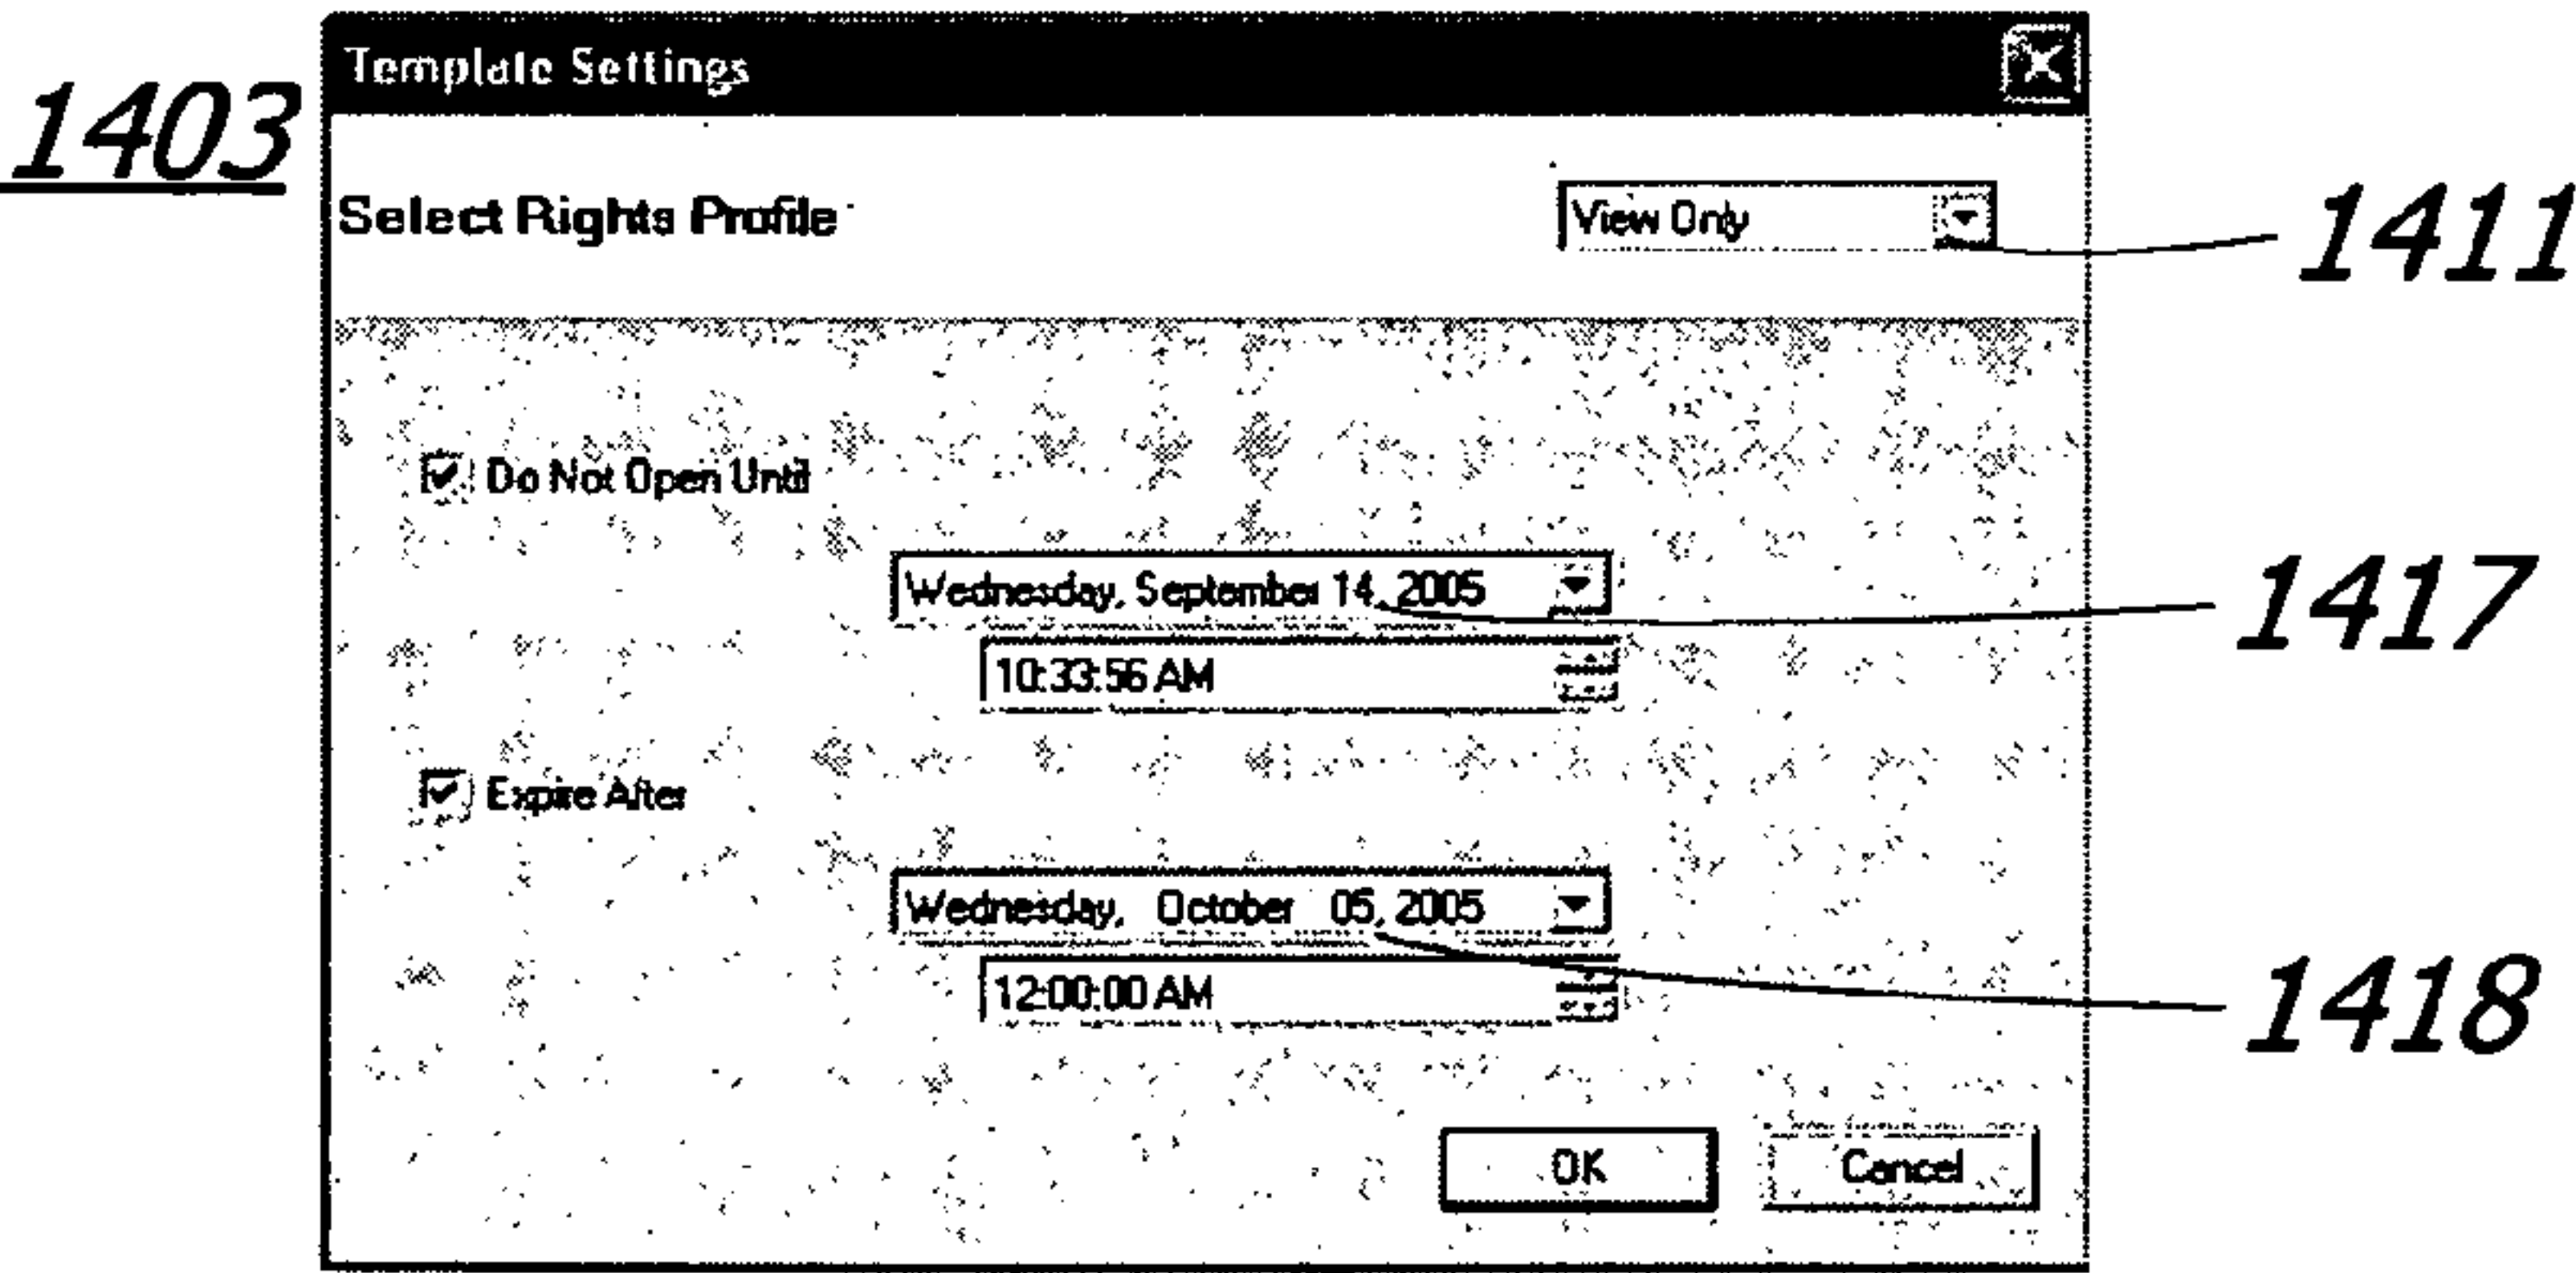 Template Settings
1403
Select Rights Profile
View Only
1411
Do Not Open Until
Wednesday, September 14, 2005
1417
10:33:56 AM
Expire After
Wednesday, October 05, 2005
12:00:00 AM
1418
OK
Cancel